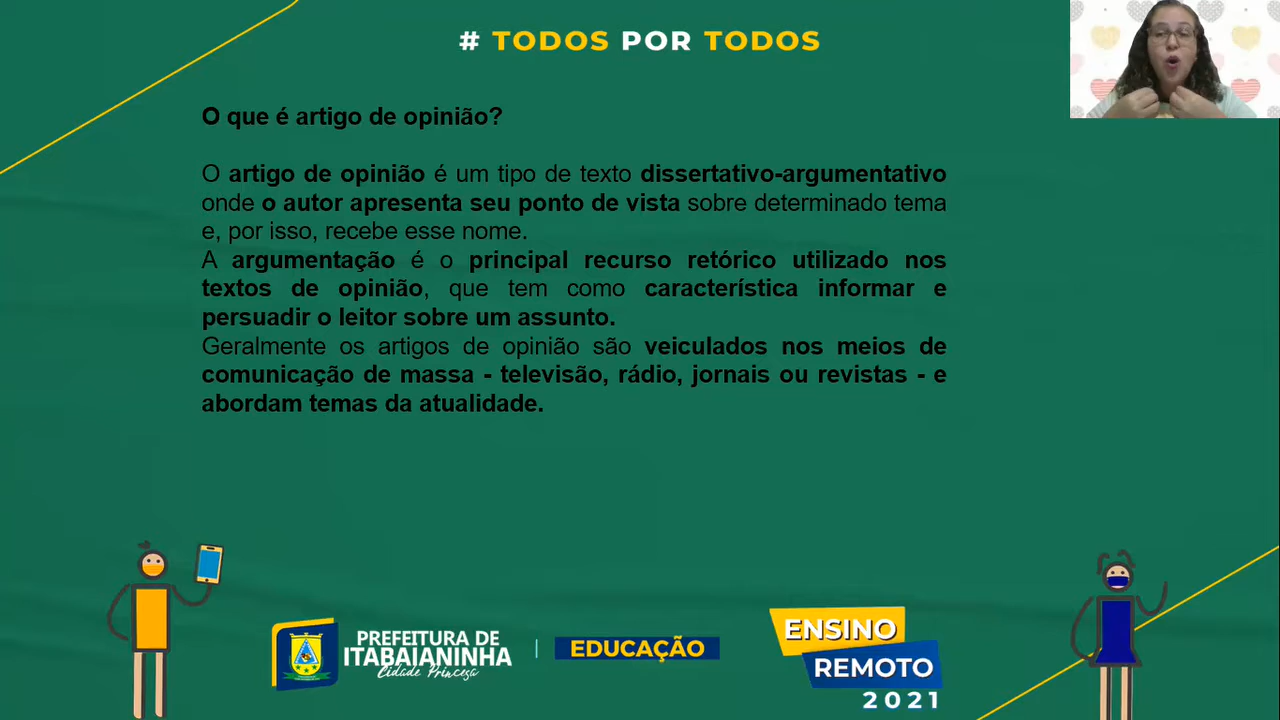 # TODOS POR TODOS
O que é artigo de opinião?
O artigo de opinião é um tipo de texto dissertativo-argumentativo
onde o autor apresenta seu ponto de vista sobre determinado tema
e, por isso, recebe esse nome.
A argumentação é o principal recurso retórico utilizado nos
textos de opinião, que tem como característica informar e
persuadir o leitor sobre um assunto.
Geralmente os artigos de opinião são veiculados nos meios de
comunicação de massa - televisão, rádio, jornais ou revistas - e
abordam temas da atualidade.
PREFEITURA DE
ITABAIANINHA
Cidade Princesa
EDUCAÇÃO
ENSINO
REMOTO
2021